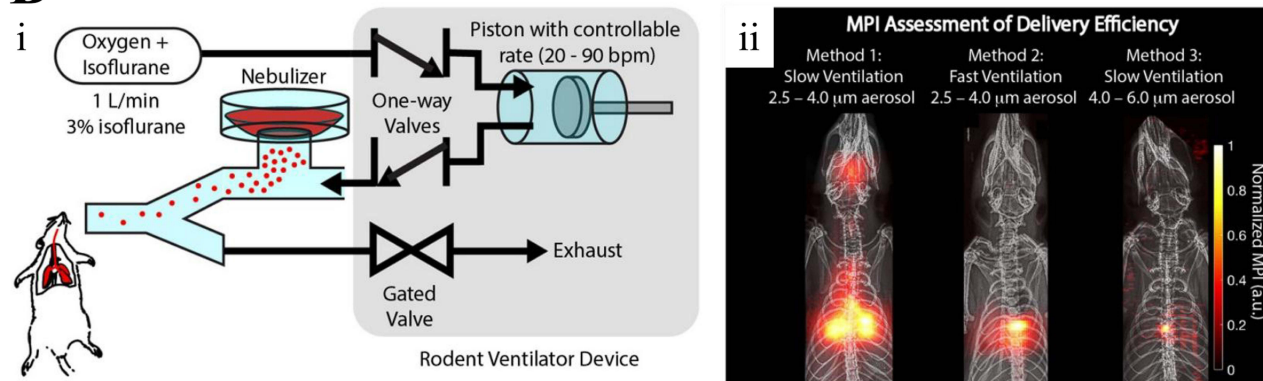 i
Oxygen +
Isoflurane
1 L/min
3% isoflurane
Nebulizer
One-way
Valves
Piston with controllable
rate (20 - 90 bpm)
Exhaust
Gated
Valve
Rodent Ventilator Device
ii
MPI Assessment of Delivery Efficiency
Method 1:
Slow Ventilation
2.5 – 4.0 µm aerosol
Method 2:
Fast Ventilation
2.5 – 4.0 µm aerosol
Method 3:
Slow Ventilation
4.0 – 6.0 µm aerosol
1
0.8
0.6
0.4
0.2
0
Normalized MPI (a.u.)